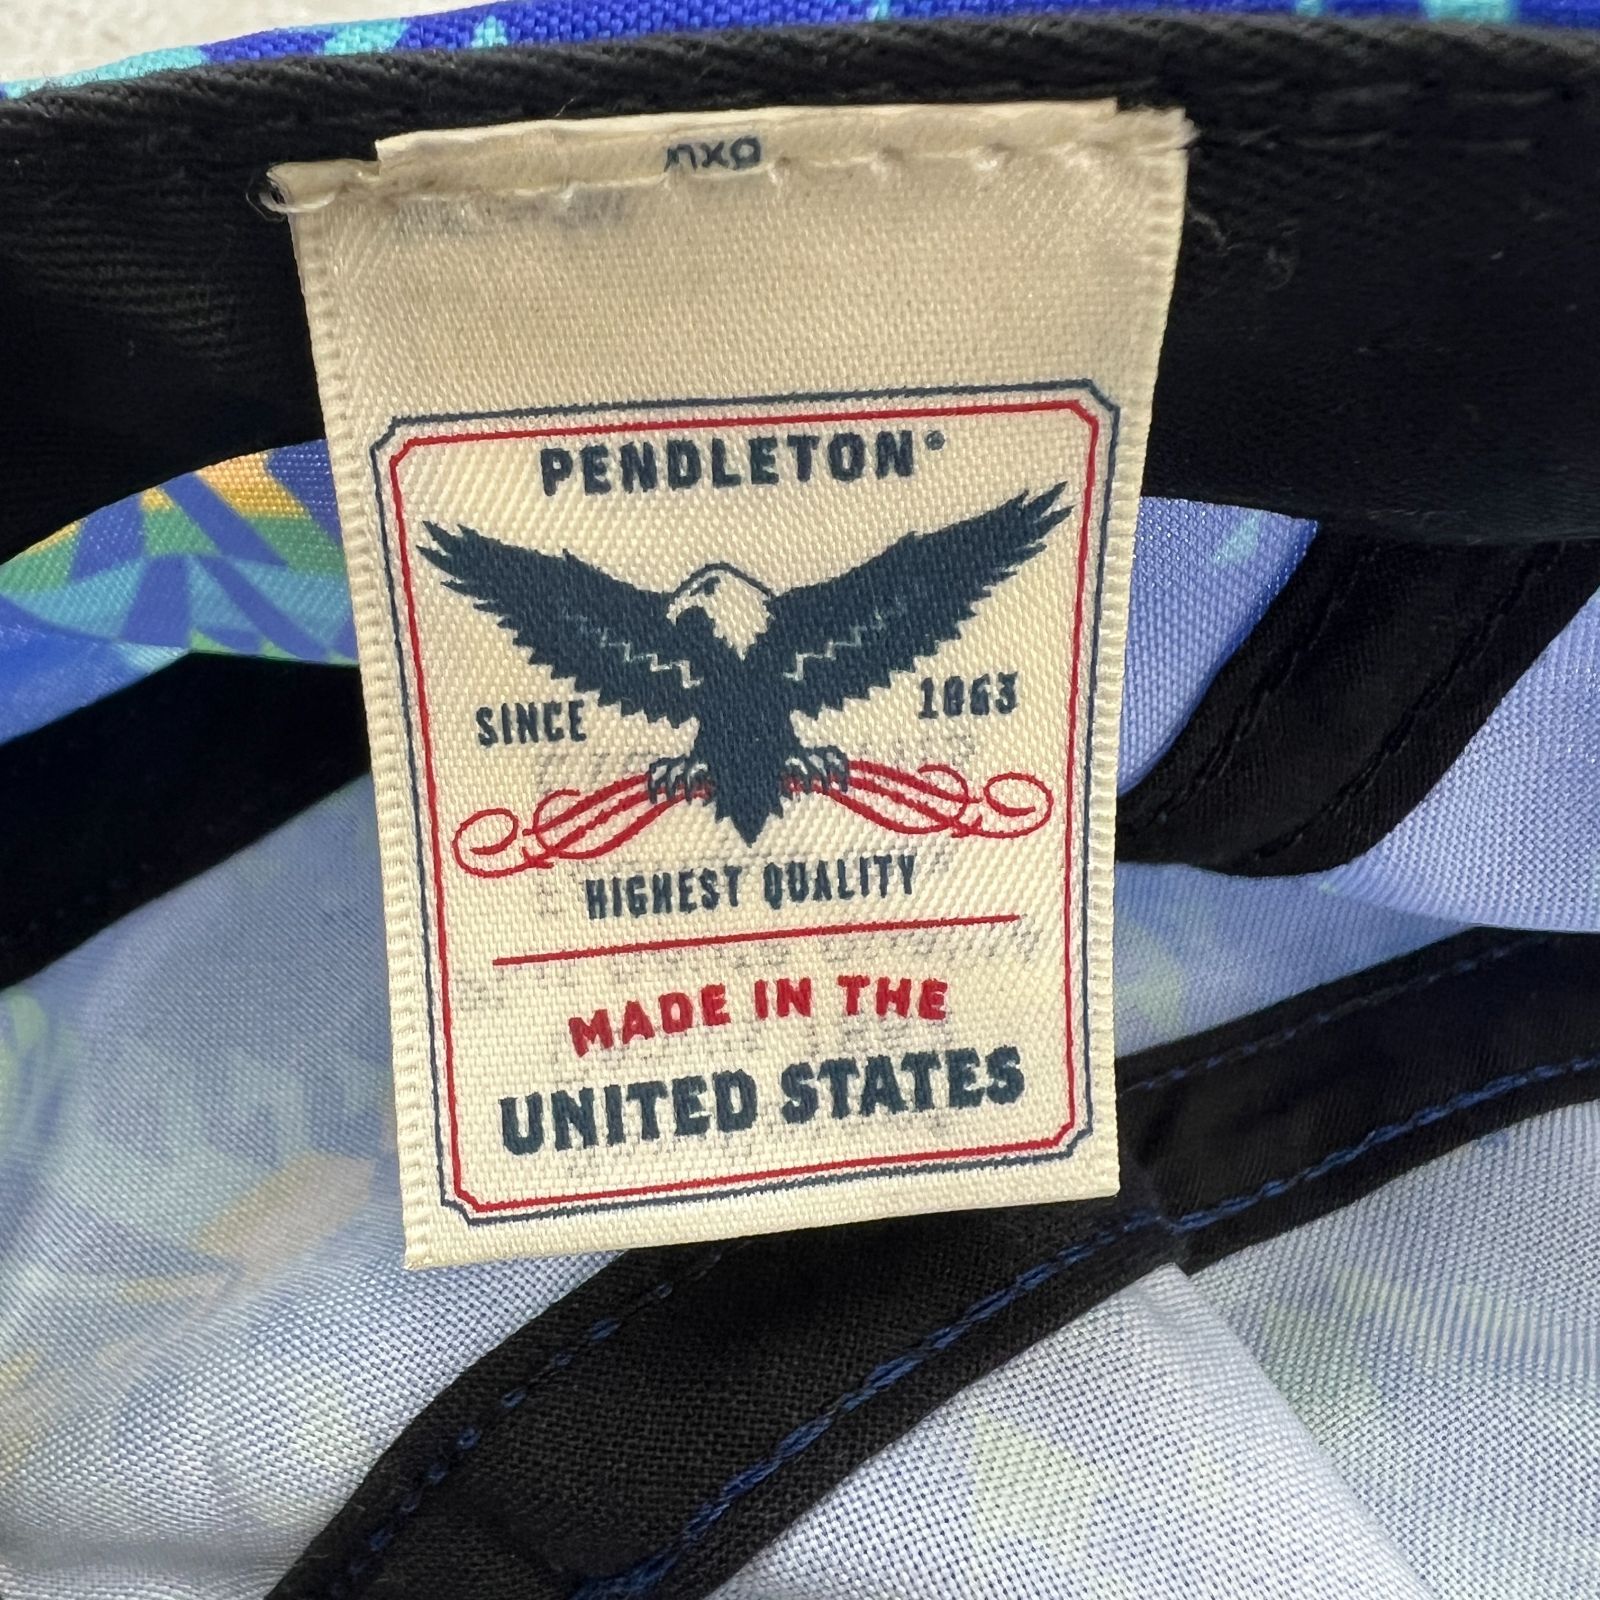 PENDLETON®
SINCE 1863
HIGHEST QUALITY
MADE IN THE
UNITED STATES